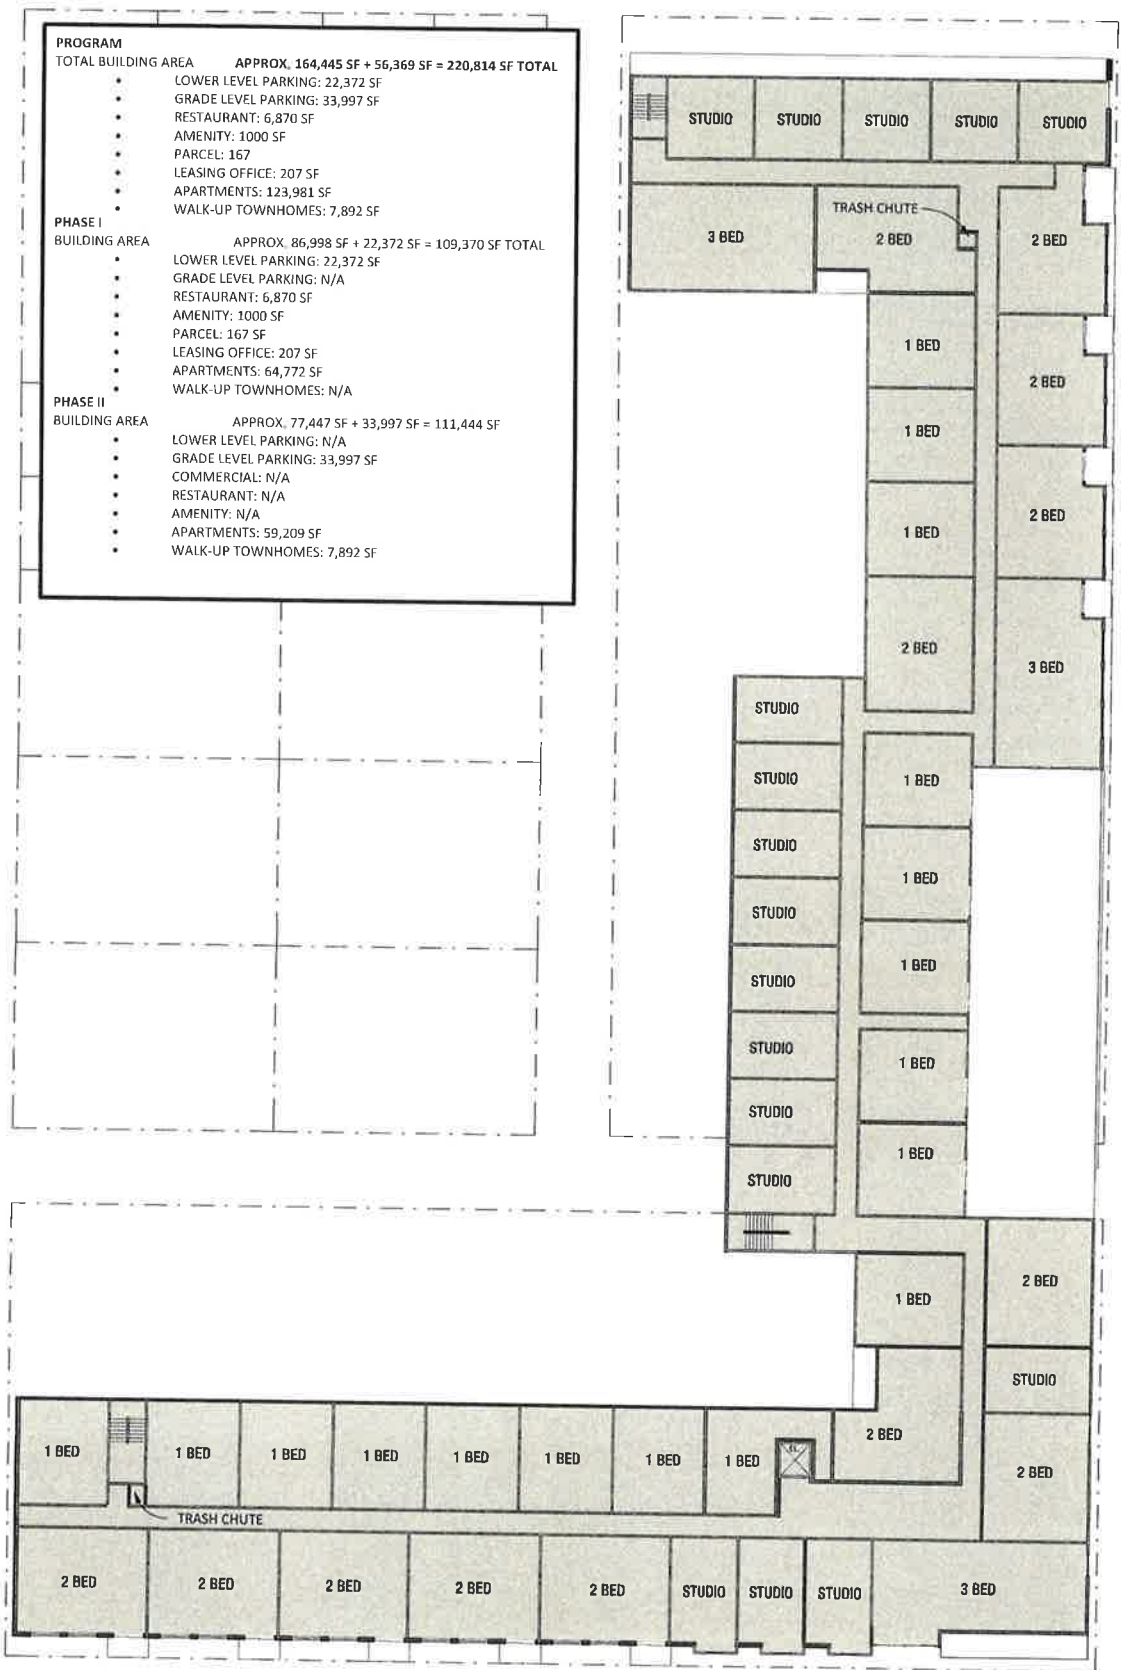 PROGRAM
TOTAL BUILDING AREA APPROX. 164,445 SF + 56,369 SF = 220,814 SF TOTAL
• LOWER LEVEL PARKING: 22,372 SF
• GRADE LEVEL PARKING: 33,997 SF
• RESTAURANT: 6,870 SF
• AMENITY: 1000 SF
• PARCEL: 167
• LEASING OFFICE: 207 SF
• APARTMENTS: 123,981 SF
• WALK-UP TOWNHOMES: 7,892 SF
PHASE I
BUILDING AREA APPROX. 86,998 SF + 22,372 SF = 109,370 SF TOTAL
• LOWER LEVEL PARKING: 22,372 SF
• GRADE LEVEL PARKING: N/A
• RESTAURANT: 6,870 SF
• AMENITY: 1000 SF
• PARCEL: 167 SF
• LEASING OFFICE: 207 SF
• APARTMENTS: 64,772 SF
• WALK-UP TOWNHOMES: N/A
PHASE II
BUILDING AREA APPROX. 77,447 SF + 33,997 SF = 111,444 SF
• LOWER LEVEL PARKING: N/A
• GRADE LEVEL PARKING: 33,997 SF
• COMMERCIAL: N/A
• RESTAURANT: N/A
• AMENITY: N/A
• APARTMENTS: 59,209 SF
• WALK-UP TOWNHOMES: 7,892 SF
STUDIO STUDIO STUDIO STUDIO STUDIO
TRASH CHUTE
3 BED 2 BED 2 BED
1 BED
2 BED
1 BED
2 BED
1 BED
2 BED
3 BED
STUDIO
STUDIO
1 BED
STUDIO
1 BED
STUDIO
1 BED
STUDIO
STUDIO
1 BED
STUDIO
1 BED
STUDIO
2 BED
1 BED
STUDIO
2 BED
1 BED 1 BED 1 BED 1 BED 1 BED 1 BED 1 BED 1 BED
2 BED
TRASH CHUTE
2 BED 2 BED 2 BED 2 BED 2 BED STUDIO STUDIO STUDIO 3 BED